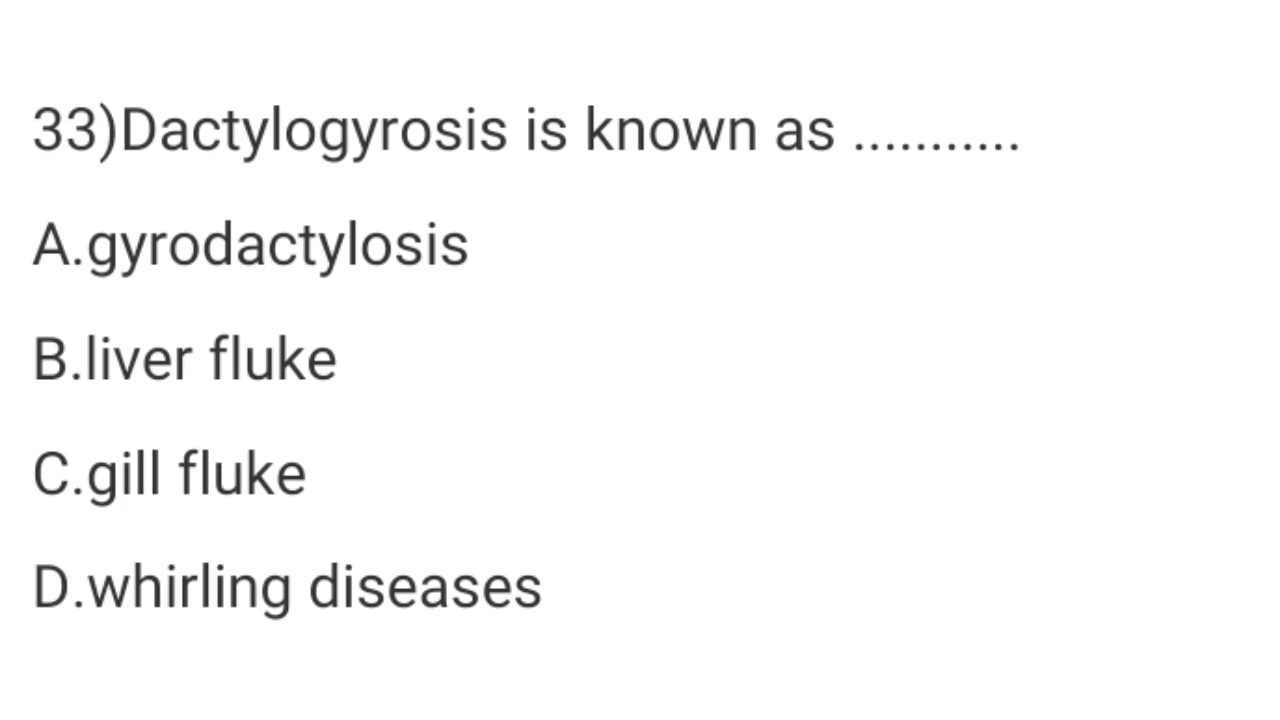 33)Dactylogyrosis is known as ...........
A.gyrodactylosis
B.liver fluke
C.gill fluke
D.whirling diseases